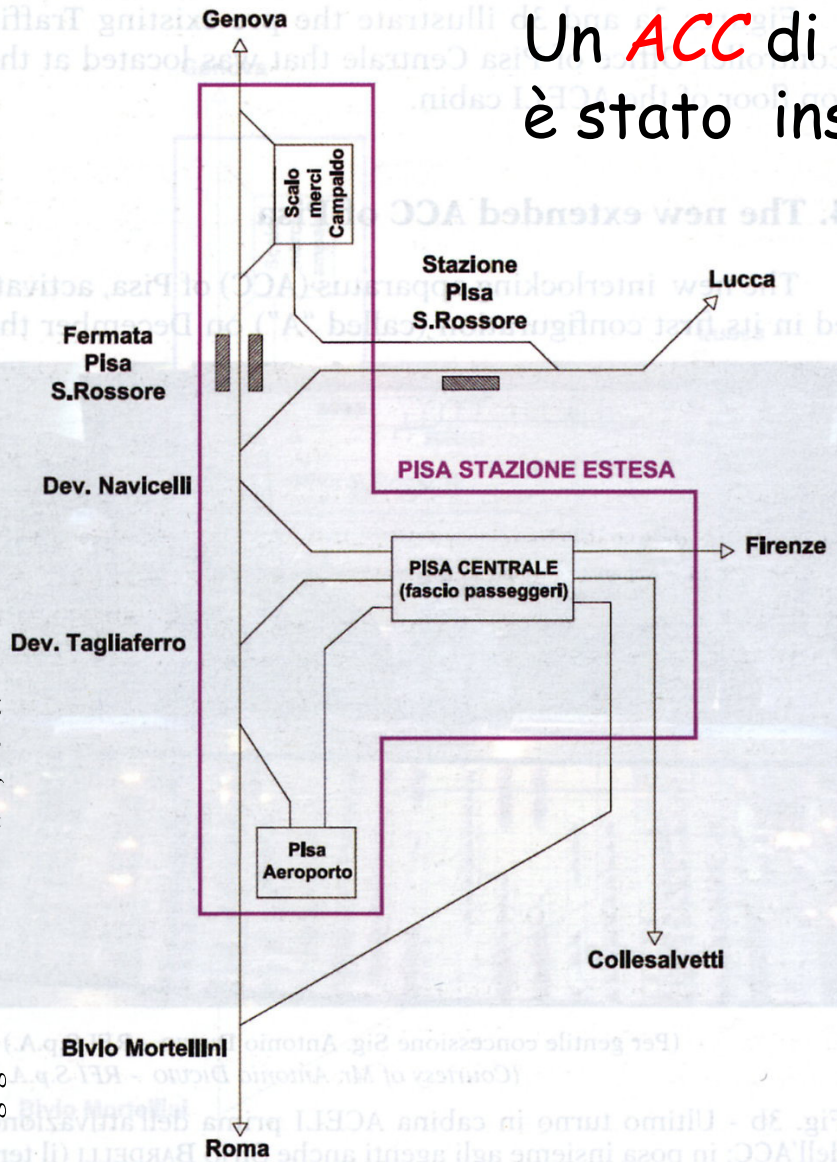 Genova
Un ACC di
è stato ins
Scalo
merci
Campaldo
Stazione
Pisa
S.Rossore
Lucca
Fermata
Pisa
S.Rossore
PISA STAZIONE ESTESA
Dev. Navicelli
Firenze
PISA CENTRALE
(fascio passeggeri)
Dev. Tagliaferro
Pisa
Aeroporto
Collesalvetti
Bivio Mortellini
Roma